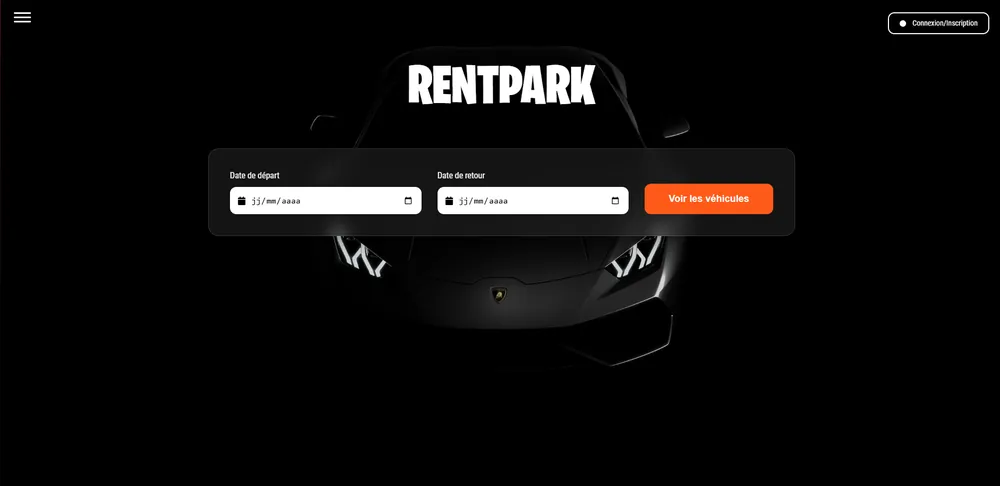 Connexion/Inscription
RENTPARK
Date de départ
Date de retour
jj/mm/aaaa
jj/mm/aaaa
Voir les véhicules